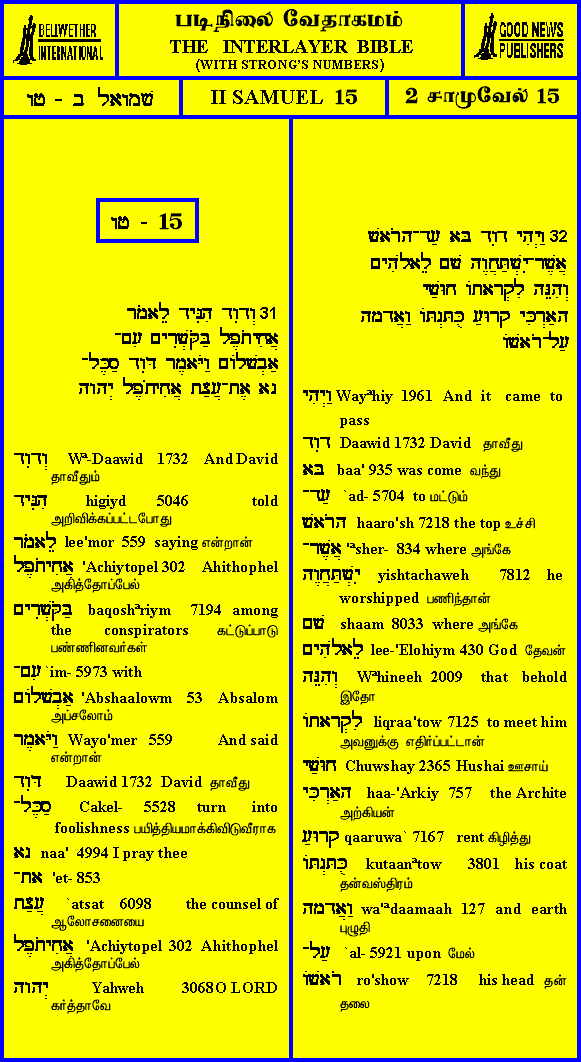 BELLWETHER
INTERNATIONAL
படிநிலை வேதாகமம்
THE INTERLAYER BIBLE
(WITH STRONG'S NUMBERS)
GOOD NEWS
PUBLISHERS
שמואל ב - טו
II SAMUEL 15
2 சாமுவேல் 15
טו - 15
31 וְדָוִד הִגִּיד לֵאמֹר
אֲחִיתֹפֶל בַּקֹּשְׁרִים עִם־
אַבְשָׁלוֹם וַיֹּאמֶר דָּוִד סַכֶּל־
נָא אֶת־עֲצַת אֲחִיתֹפֶל יְהוָה
וְדָוִד Wª-Daawid 1732 And David
தாவீதும்
הִגִּיד higiyd 5046 told
அறிவிக்கப்பட்டபோது
לֵאמֹר lee'mor 559 saying என்றான்
אֲחִיתֹפֶל 'Achiytopel 302 Ahithophel
அகித்தோப்பேல்
בַּקֹּשְׁרִים baqoshªriym 7194 among
the conspirators கட்டுப்பாடு
பண்ணினவர்கள்
עִם־ `im- 5973 with
אַבְשָׁלוֹם 'Abshaalowm 53 Absalom
அப்சலோம்
וַיֹּאמֶר Wayo'mer 559 And said
என்றான்
דָּוִד Daawid 1732 David தாவீது
סַכֶּל־ Cakel- 5528 turn into
foolishness பயித்தியமாக்கிவிடுவீராக
נָא naa' 4994 I pray thee
אֶת־ 'et- 853
עֲצַת `atsat 6098 the counsel of
ஆலோசனையை
אֲחִיתֹפֶל 'Achiytopel 302 Ahithophel
அகித்தோப்பேல்
יְהוָה Yahweh 3068 O LORD
கர்த்தாவே
32 וַיְהִי דָוִד בָּא עַד־הָרֹאשׁ
אֲשֶׁר־יִשְׁתַּחֲוֶה שָׁם לֵאלֹהִים
וְהִנֵּה לִקְרָאתוֹ חוּשַׁי
הָאַרְכִּי קָרוּעַ כֻּתָּנְתּוֹ וַאֲדָמָה
עַל־רֹאשׁוֹ
וַיְהִי Wayªhiy 1961 And it came to
pass
דָוִד Daawid 1732 David தாவீது
בָּא baa' 935 was come வந்து
עַד־ `ad- 5704 to மட்டும்
הָרֹאשׁ haaro'sh 7218 the top உச்சி
אֲשֶׁר־ 'ªsher- 834 where அங்கே
יִשְׁתַּחֲוֶה yishtachaweh 7812 he
worshipped பணிந்தான்
שָׁם shaam 8033 where அங்கே
לֵאלֹהִים lee-'Elohiym 430 God தேவன்
וְהִנֵּה Wªhineeh 2009 that behold
இதோ
לִקְרָאתוֹ liqraa'tow 7125 to meet him
அவனுக்கு எதிர்ப்பட்டான்
חוּשַׁי Chuwshay 2365 Hushai ஊசாய்
הָאַרְכִּי haa-'Arkiy 757 the Archite
அற்கியன்
קָרוּעַ qaaruwa` 7167 rent கிழித்து
כֻּתָּנְתּוֹ kutaanªtow 3801 his coat
தன்வஸ்திரம்
וַאֲדָמָה wa'ªdaamaah 127 and earth
புழுதி
עַל־ `al- 5921 upon மேல்
רֹאשׁוֹ ro'show 7218 his head தன்
தலை